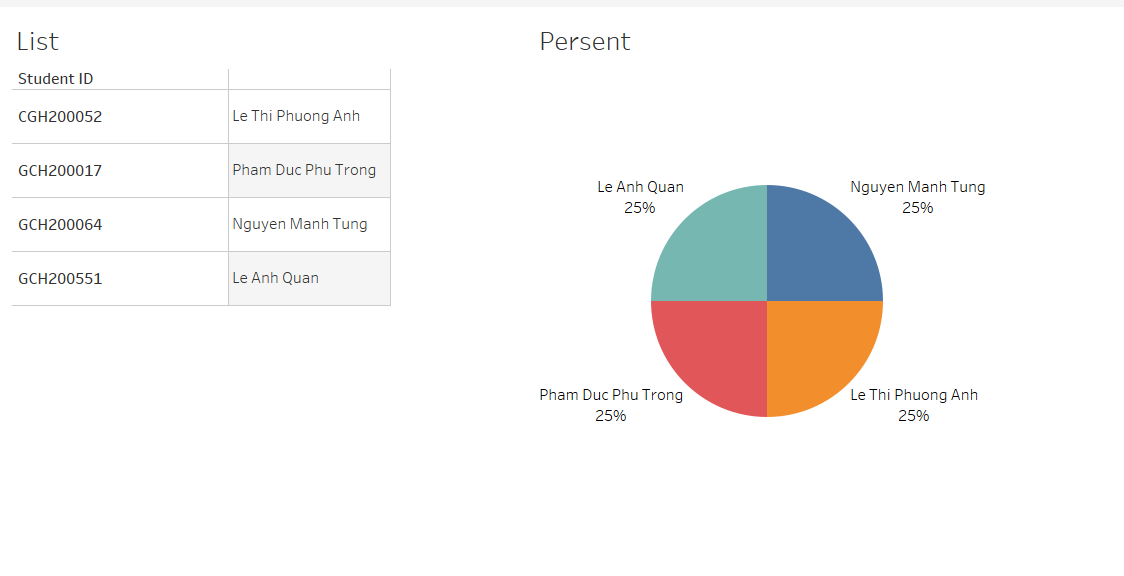 List
Student ID
CGH200052 Le Thi Phuong Anh
GCH200017 Pham Duc Phu Trong
GCH200064 Nguyen Manh Tung
GCH200551 Le Anh Quan
Persent
Le Anh Quan
25%
Nguyen Manh Tung
25%
Pham Duc Phu Trong
25%
Le Thi Phuong Anh
25%